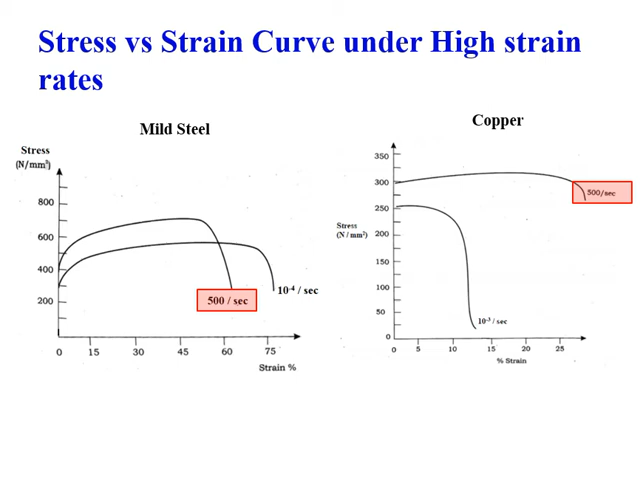 Stress vs Strain Curve under High strain
rates
Mild Steel
Stress
(N/mm²)
800
600
400
200
0
15
30
45
60
75
Strain %
500 / sec
10⁻⁴ / sec
Copper
350
300
250
200
150
100
50
0
Stress
(N / mm²)
0
5
10
15
20
25
% Strain
500/sec
10⁻³ / sec